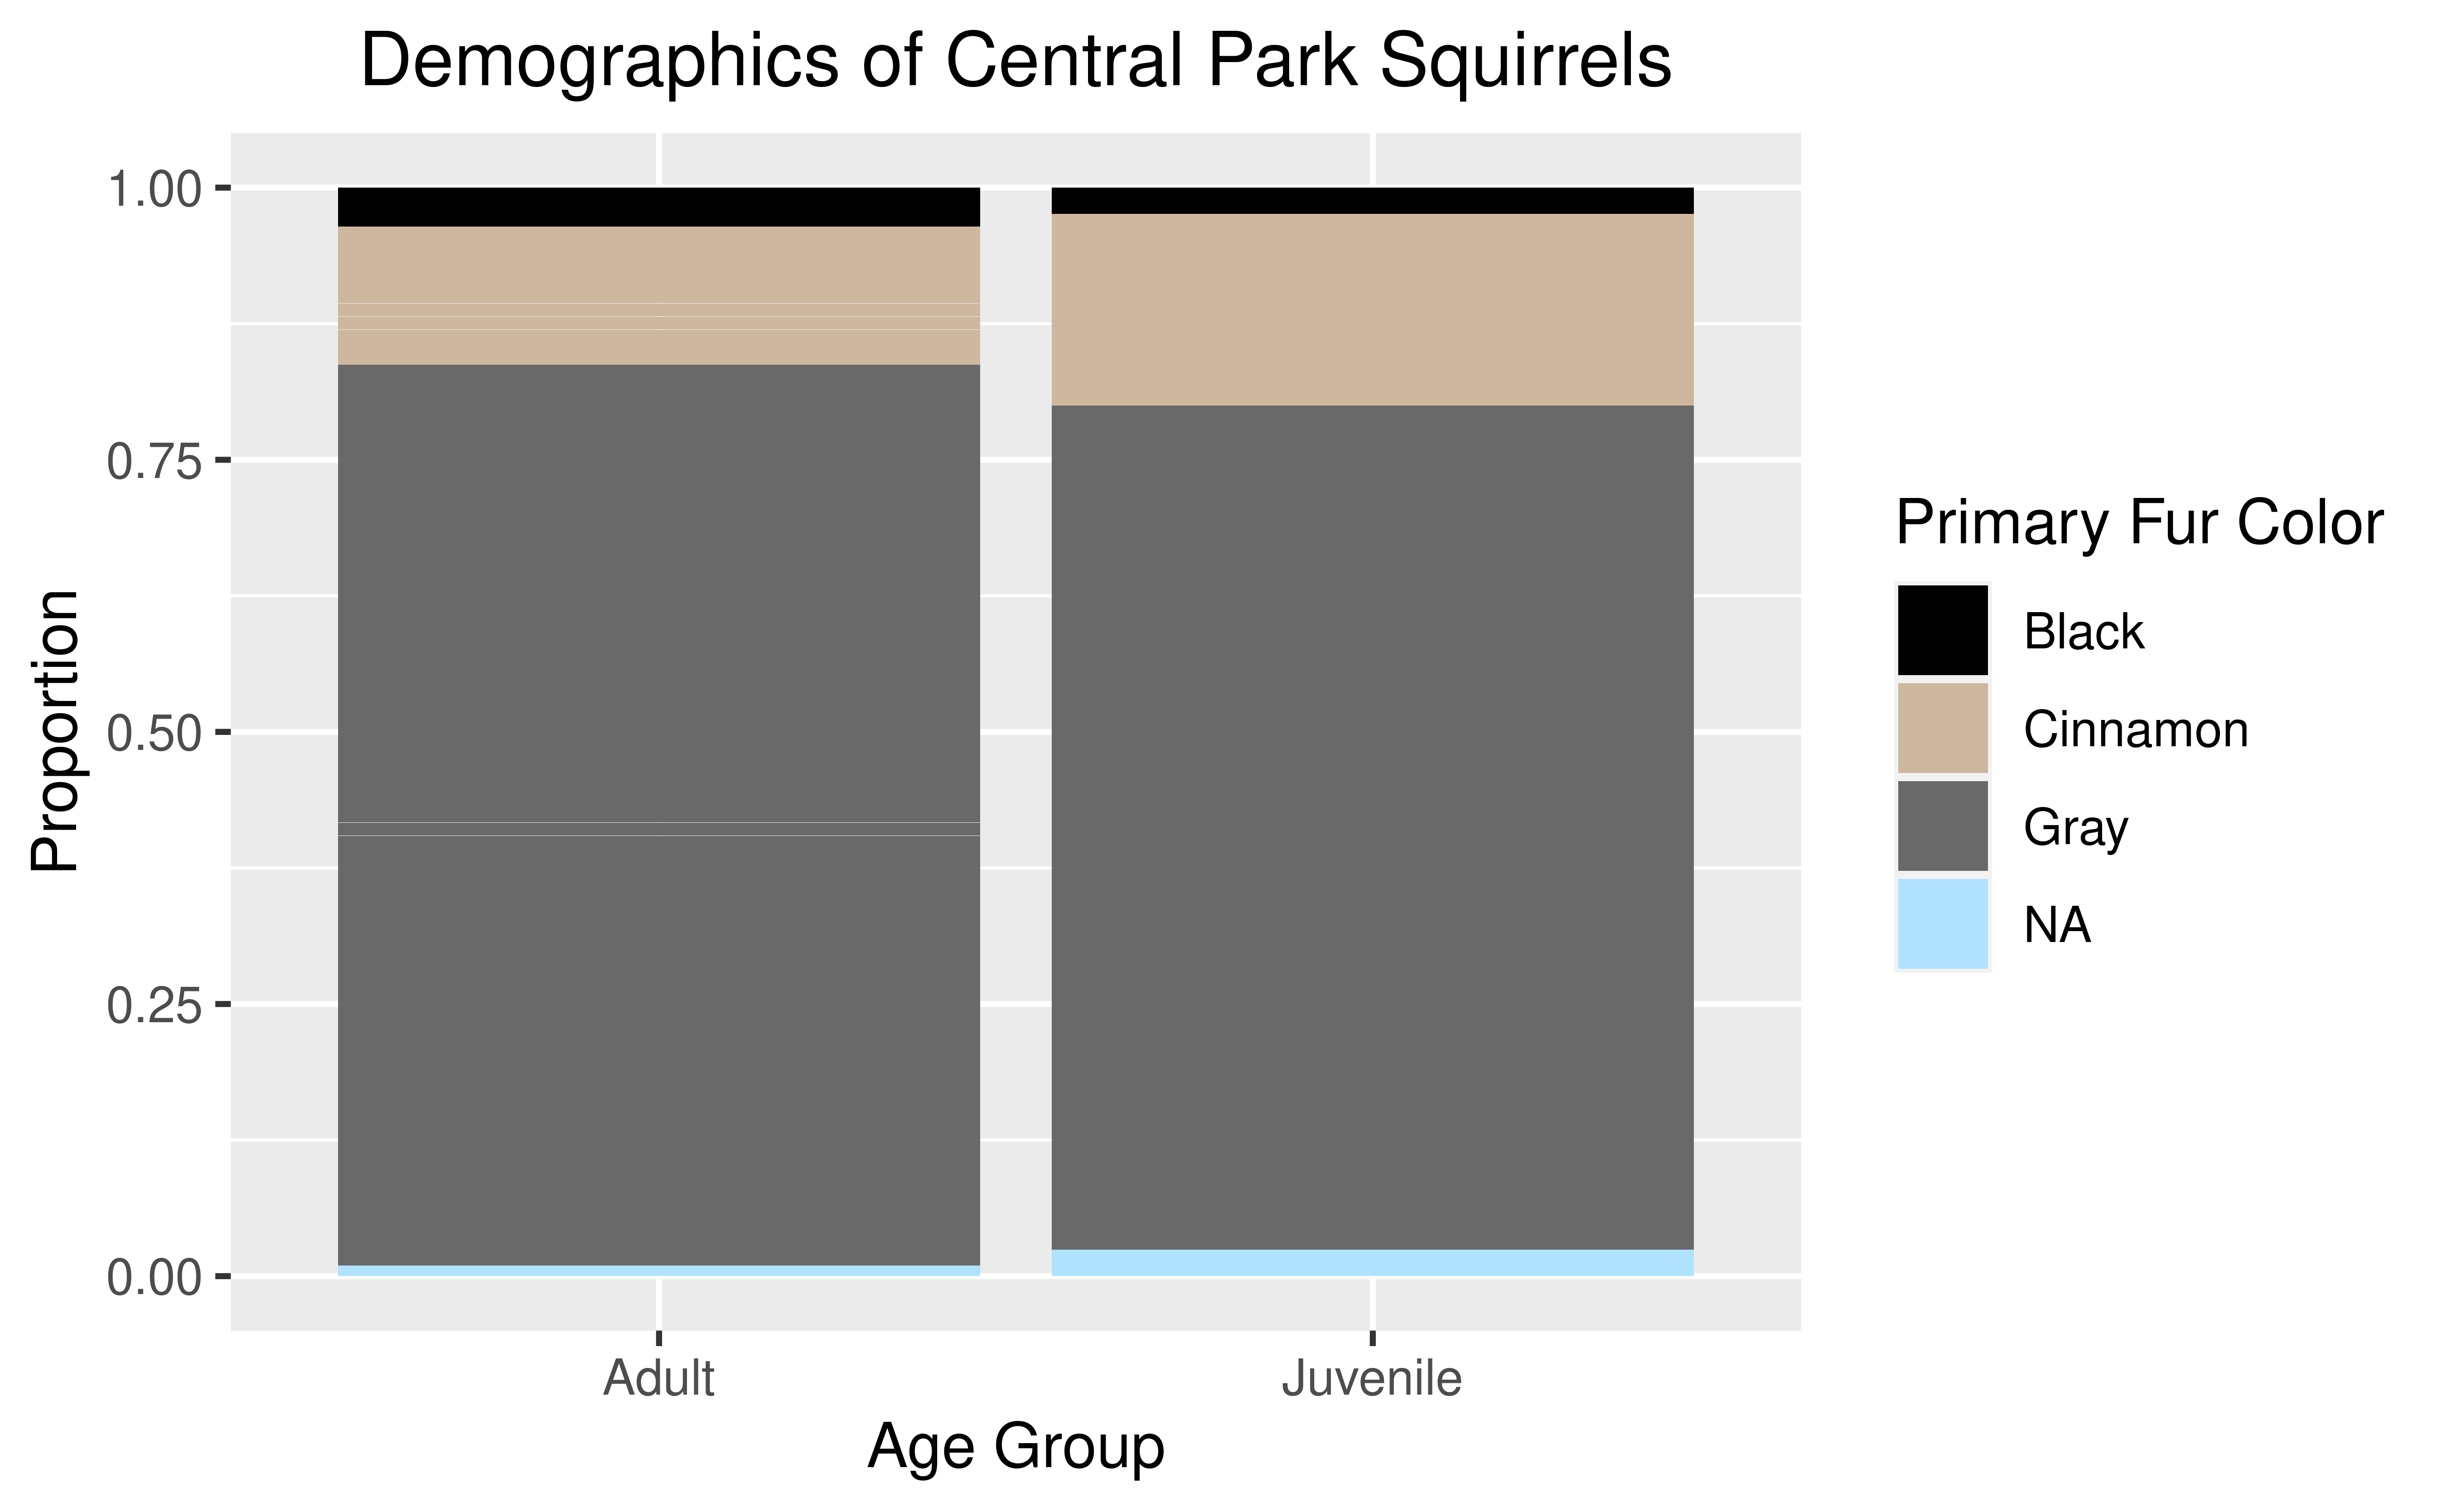 Demographics of Central Park Squirrels
1.00
0.75
0.50
0.25
0.00
Proportion
Adult
Juvenile
Age Group
Primary Fur Color
Black
Cinnamon
Gray
NA